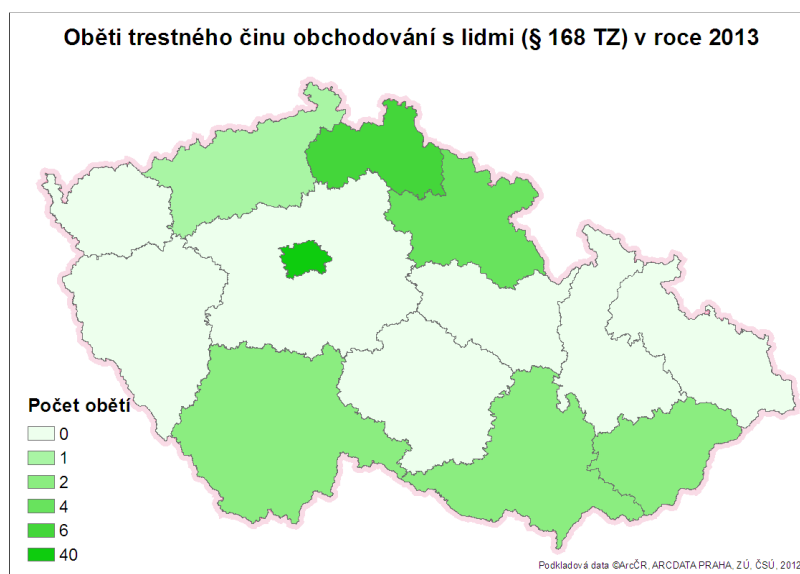 Oběti trestného činu obchodování s lidmi (§ 168 TZ) v roce 2013
Počet obětí
0
1
2
4
6
40
Podkladová data ©ArcČR, ARCDATA PRAHA, ZÚ, ČSÚ, 2012